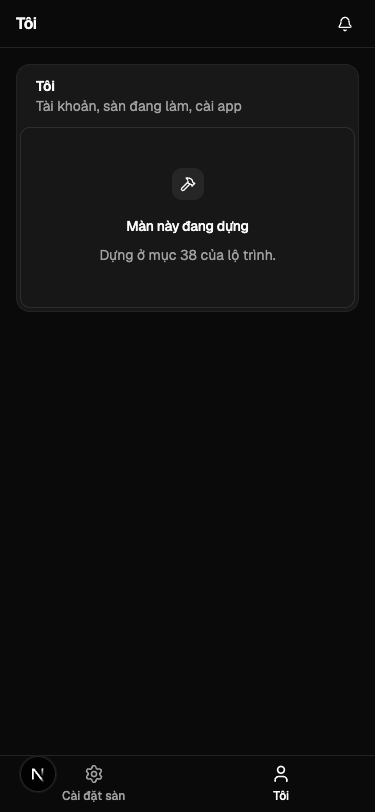 Tôi
Tôi
Tài khoản, sàn đang làm, cài app
Màn này đang dựng
Dựng ở mục 38 của lộ trình.
N
Cài đặt sàn
Tôi